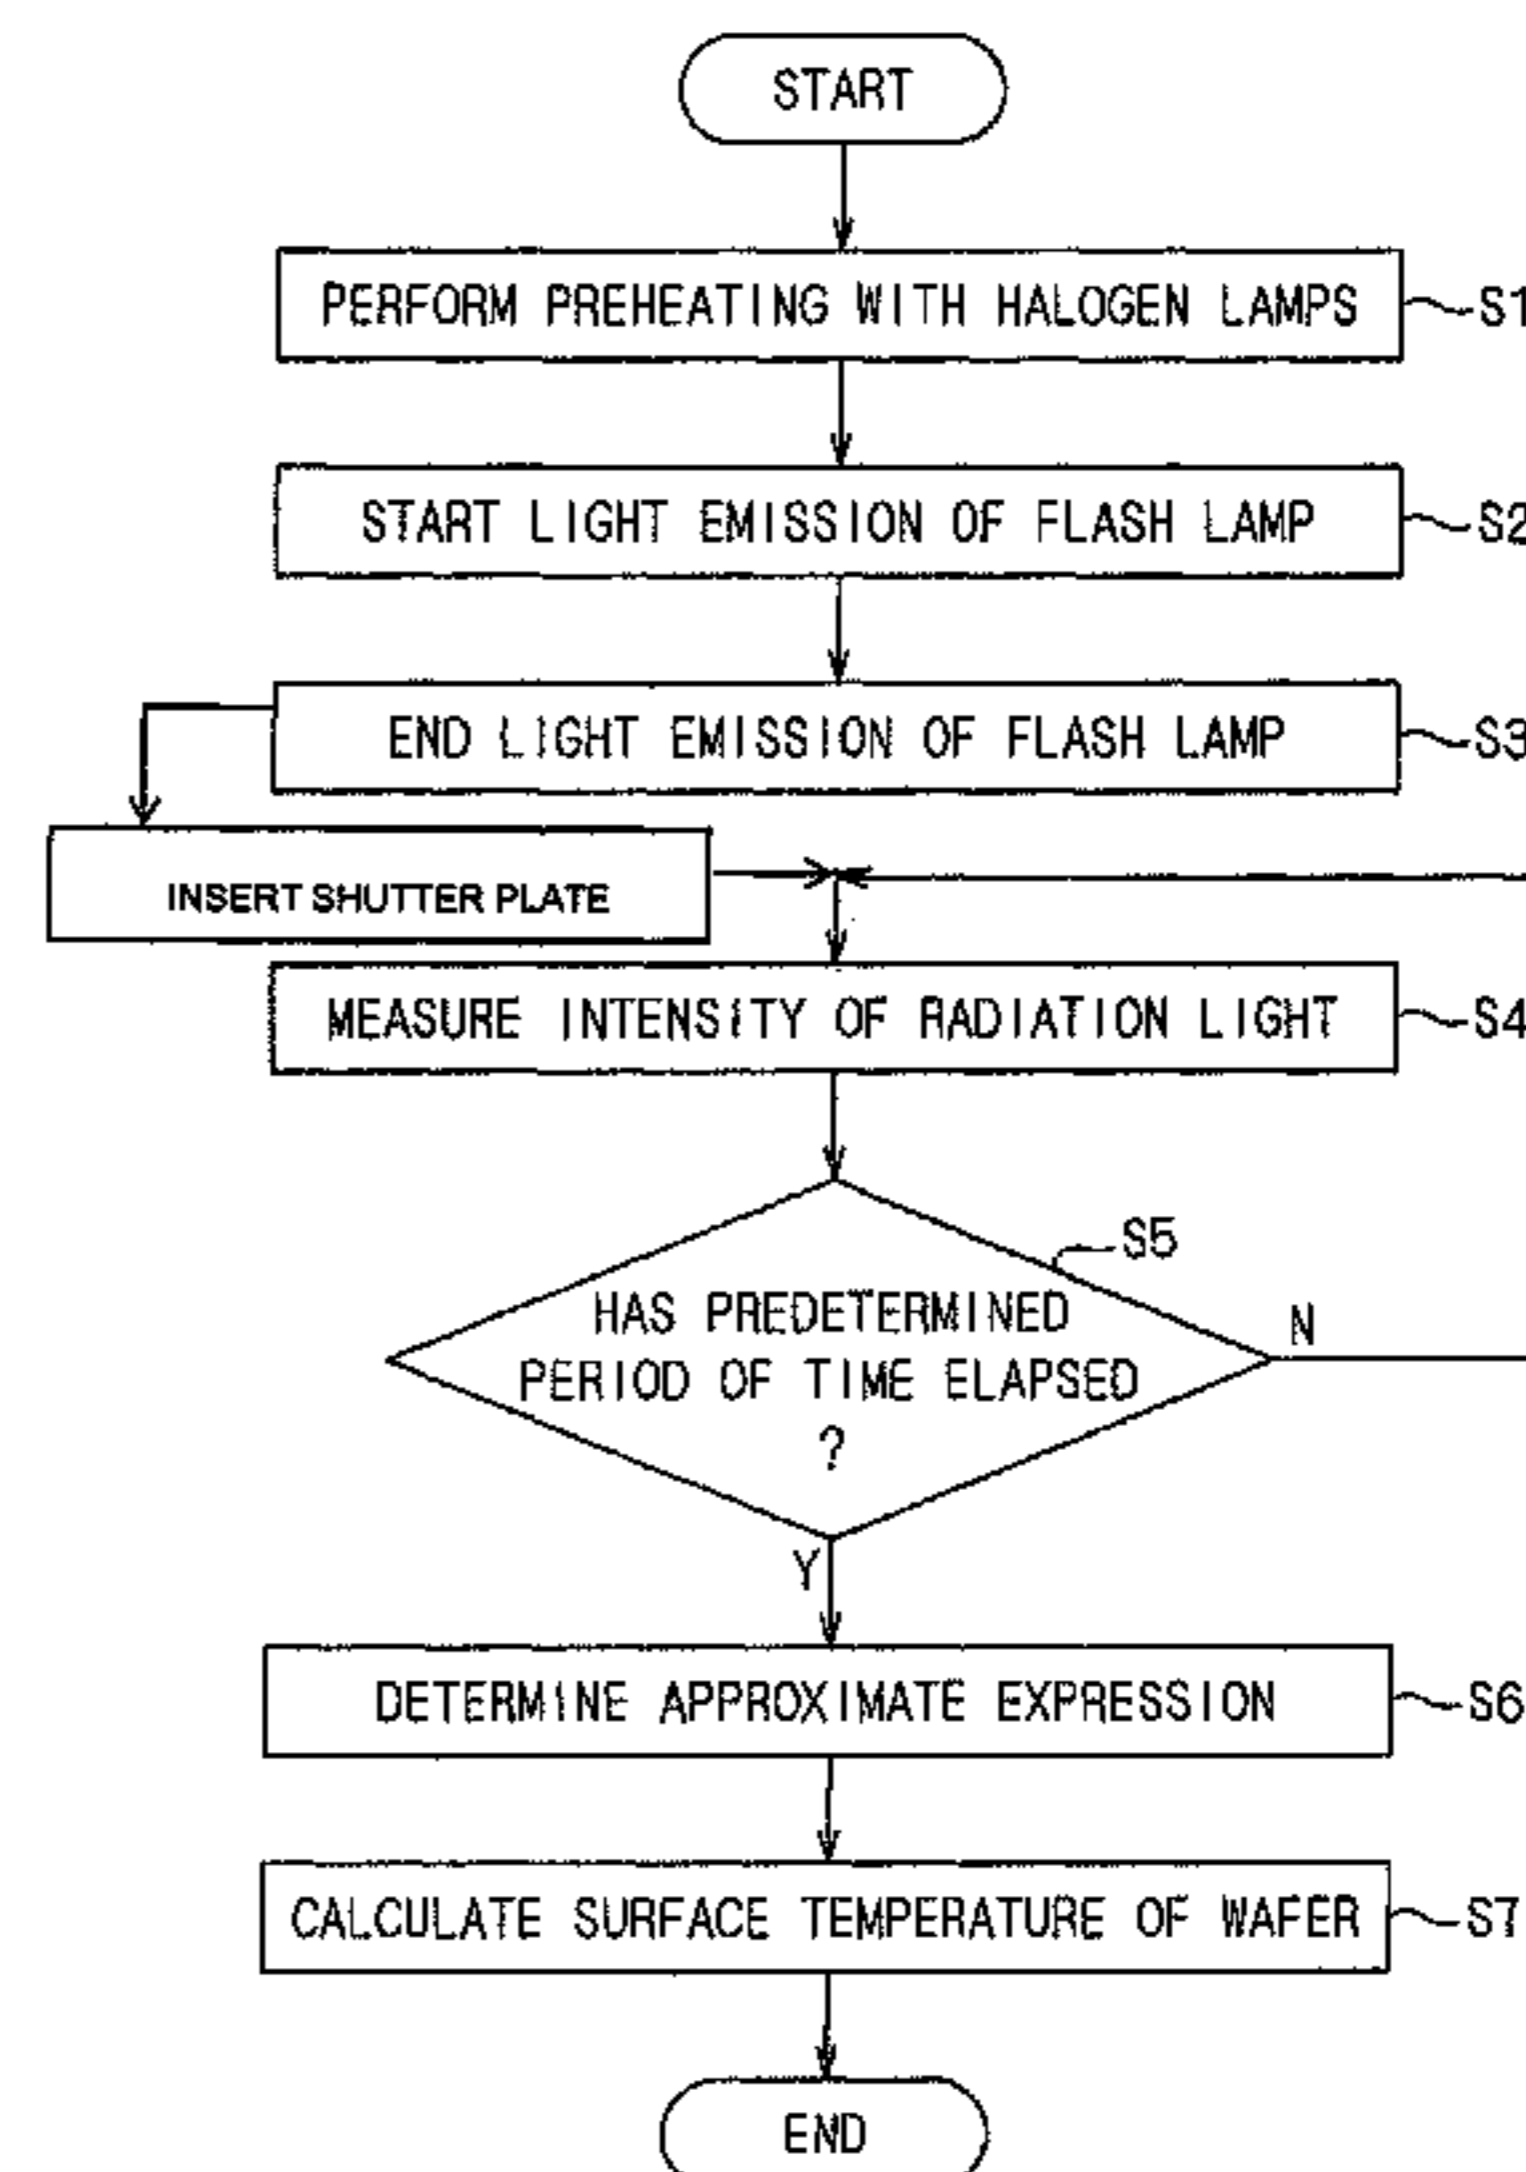 START
PERFORM PREHEATING WITH HALOGEN LAMPS
S1
START LIGHT EMISSION OF FLASH LAMP
S2
END LIGHT EMISSION OF FLASH LAMP
S3
INSERT SHUTTER PLATE
MEASURE INTENSITY OF RADIATION LIGHT
S4
S5
HAS PREDETERMINED
PERIOD OF TIME ELAPSED
?
N
Y
DETERMINE APPROXIMATE EXPRESSION
S6
CALCULATE SURFACE TEMPERATURE OF WAFER
S7
END